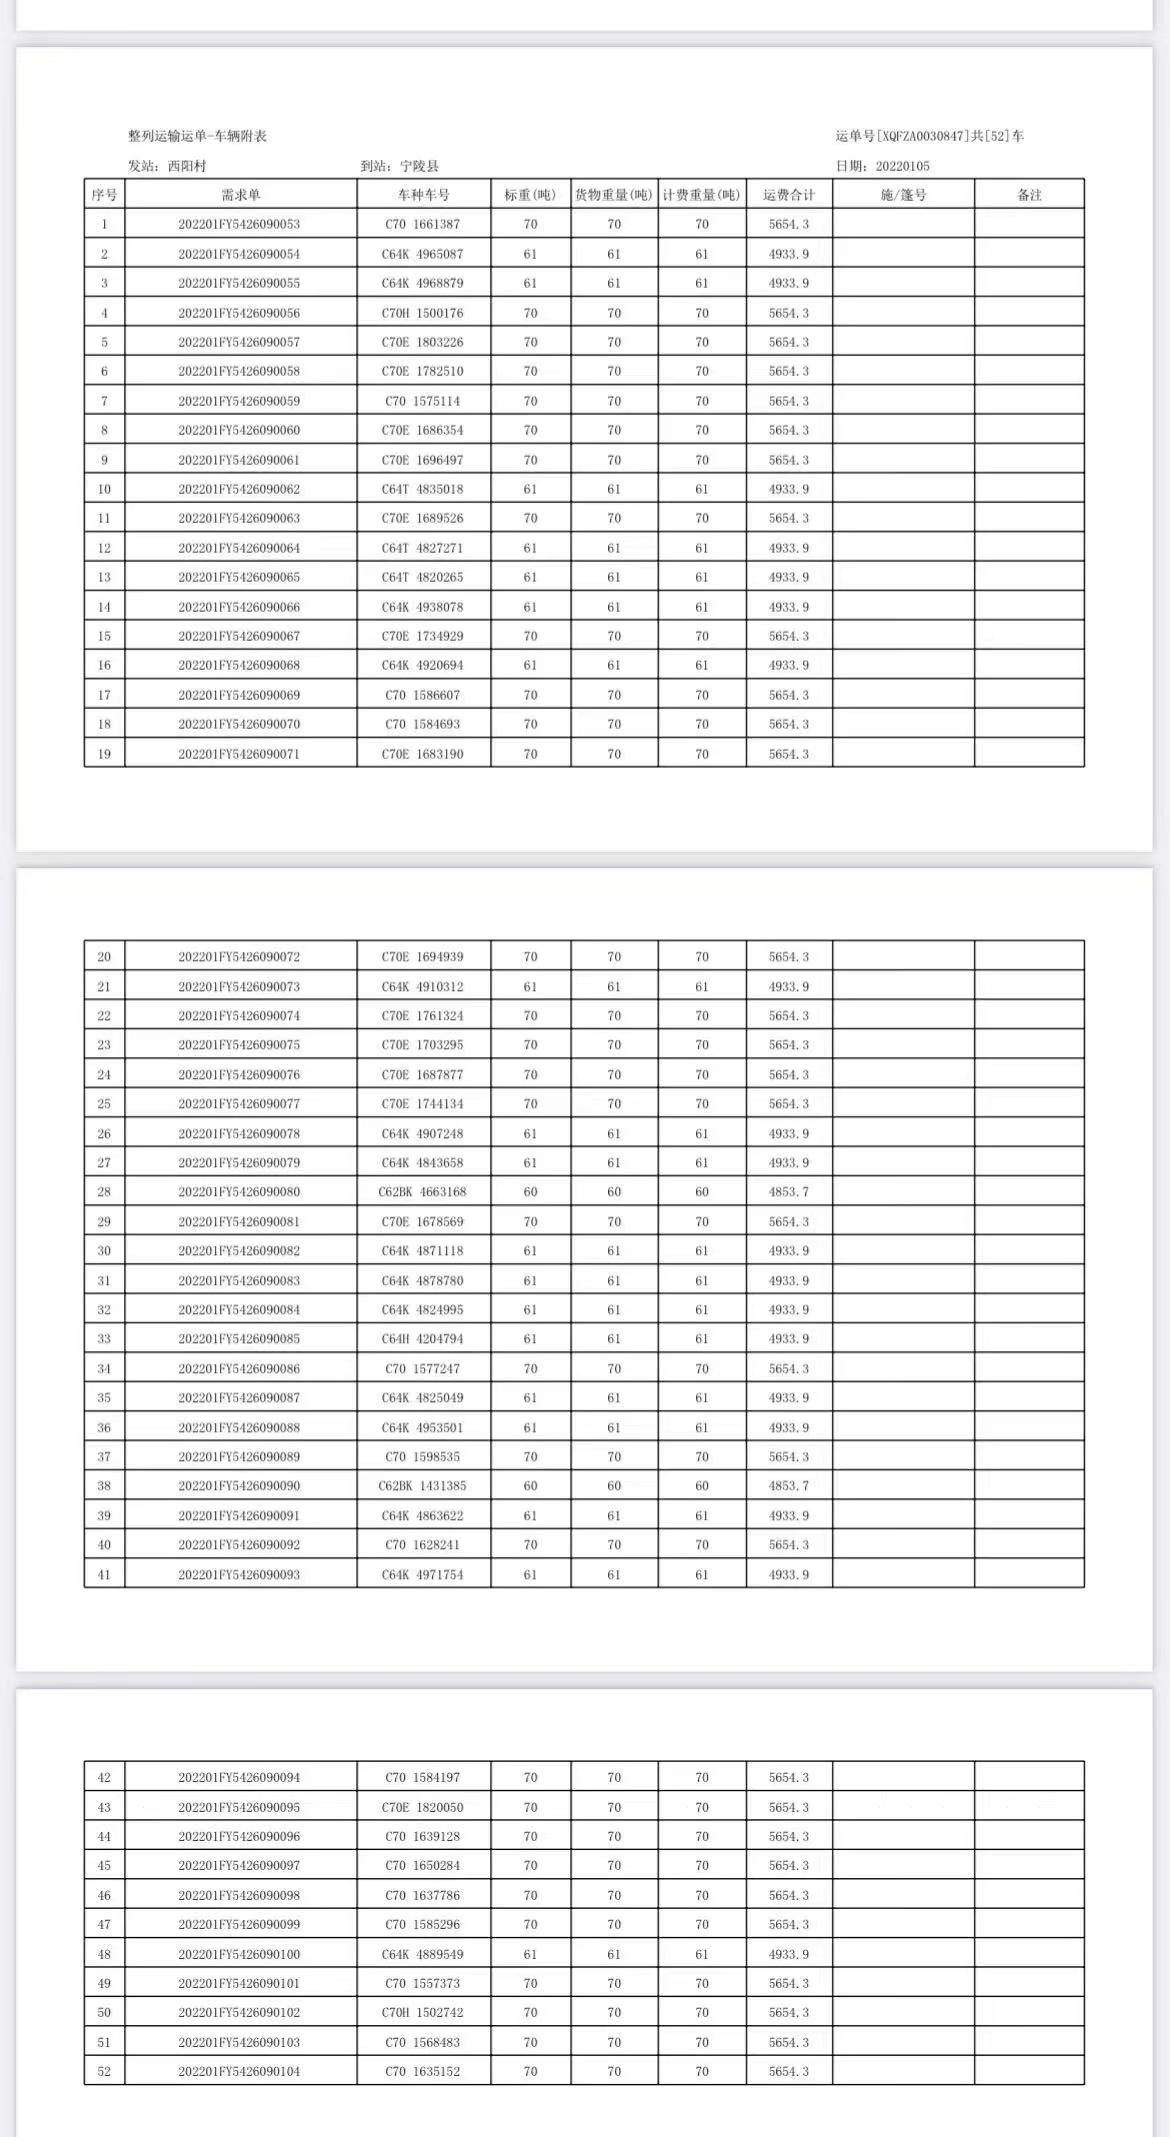 整列运输运单-车辆附表 运单号[XQFZA0030847]共[52]车
发站：西阳村 到站：宁陵县 日期：20220105
序号 需求单 车种车号 标重(吨) 货物重量(吨) 计费重量(吨) 运费合计 施/篷号 备注
1 202201FY5426090053 C70 1661387 70 70 70 5654.3
2 202201FY5426090054 C64K 4965087 61 61 61 4933.9
3 202201FY5426090055 C64K 4968879 61 61 61 4933.9
4 202201FY5426090056 C70H 1500176 70 70 70 5654.3
5 202201FY5426090057 C70E 1803226 70 70 70 5654.3
6 202201FY5426090058 C70E 1782510 70 70 70 5654.3
7 202201FY5426090059 C70 1575114 70 70 70 5654.3
8 202201FY5426090060 C70E 1686354 70 70 70 5654.3
9 202201FY5426090061 C70E 1696497 70 70 70 5654.3
10 202201FY5426090062 C64T 4835018 61 61 61 4933.9
11 202201FY5426090063 C70E 1689526 70 70 70 5654.3
12 202201FY5426090064 C64T 4827271 61 61 61 4933.9
13 202201FY5426090065 C64T 4820265 61 61 61 4933.9
14 202201FY5426090066 C64K 4938078 61 61 61 4933.9
15 202201FY5426090067 C70E 1734929 70 70 70 5654.3
16 202201FY5426090068 C64K 4920694 61 61 61 4933.9
17 202201FY5426090069 C70 1586607 70 70 70 5654.3
18 202201FY5426090070 C70 1584693 70 70 70 5654.3
19 202201FY5426090071 C70E 1683190 70 70 70 5654.3
20 202201FY5426090072 C70E 1694939 70 70 70 5654.3
21 202201FY5426090073 C64K 4910312 61 61 61 4933.9
22 202201FY5426090074 C70E 1761324 70 70 70 5654.3
23 202201FY5426090075 C70E 1703295 70 70 70 5654.3
24 202201FY5426090076 C70E 1687877 70 70 70 5654.3
25 202201FY5426090077 C70E 1744134 70 70 70 5654.3
26 202201FY5426090078 C64K 4907248 61 61 61 4933.9
27 202201FY5426090079 C64K 4843658 61 61 61 4933.9
28 202201FY5426090080 C62BK 4663168 60 60 60 4853.7
29 202201FY5426090081 C70E 1678569 70 70 70 5654.3
30 202201FY5426090082 C64K 4871118 61 61 61 4933.9
31 202201FY5426090083 C64K 4878780 61 61 61 4933.9
32 202201FY5426090084 C64K 4824995 61 61 61 4933.9
33 202201FY5426090085 C64H 4204794 61 61 61 4933.9
34 202201FY5426090086 C70 1577247 70 70 70 5654.3
35 202201FY5426090087 C64K 4825049 61 61 61 4933.9
36 202201FY5426090088 C64K 4953501 61 61 61 4933.9
37 202201FY5426090089 C70 1598535 70 70 70 5654.3
38 202201FY5426090090 C62BK 1431385 60 60 60 4853.7
39 202201FY5426090091 C64K 4863622 61 61 61 4933.9
40 202201FY5426090092 C70 1628241 70 70 70 5654.3
41 202201FY5426090093 C64K 4971754 61 61 61 4933.9
42 202201FY5426090094 C70 1584197 70 70 70 5654.3
43 202201FY5426090095 C70E 1820050 70 70 70 5654.3
44 202201FY5426090096 C70 1639128 70 70 70 5654.3
45 202201FY5426090097 C70 1650284 70 70 70 5654.3
46 202201FY5426090098 C70 1637786 70 70 70 5654.3
47 202201FY5426090099 C70 1585296 70 70 70 5654.3
48 202201FY5426090100 C64K 4889549 61 61 61 4933.9
49 202201FY5426090101 C70 1557373 70 70 70 5654.3
50 202201FY5426090102 C70H 1502742 70 70 70 5654.3
51 202201FY5426090103 C70 1568483 70 70 70 5654.3
52 202201FY5426090104 C70 1635152 70 70 70 5654.3